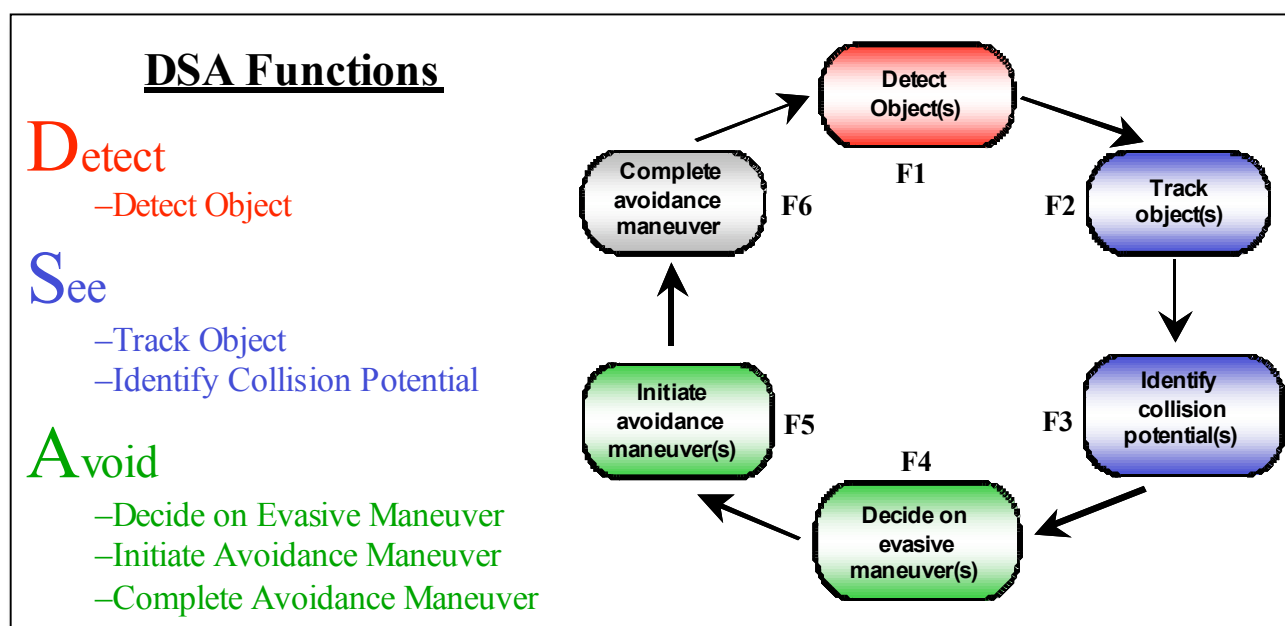 DSA Functions
Detect
–Detect Object
See
–Track Object
–Identify Collision Potential
Avoid
–Decide on Evasive Maneuver
–Initiate Avoidance Maneuver
–Complete Avoidance Maneuver
Detect
Object(s)
F1
Track
object(s)
F2
Identify
collision
potential(s)
F3
F4
Decide on
evasive
maneuver(s)
Initiate
avoidance
maneuver(s)
F5
Complete
avoidance
maneuver
F6